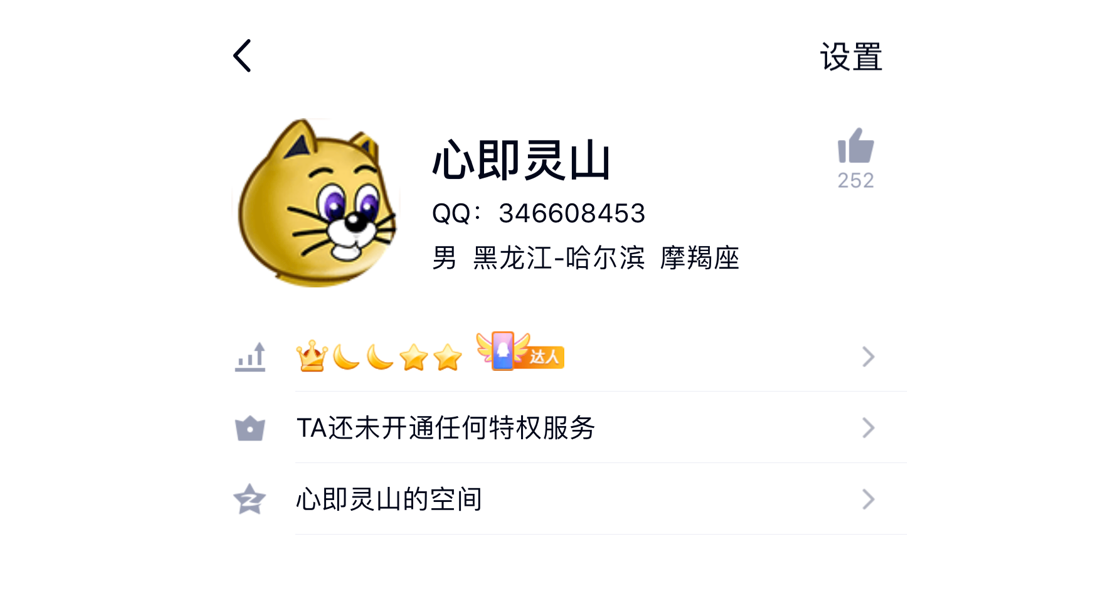 设置
心即灵山
252
QQ：346608453
男 黑龙江-哈尔滨 摩羯座
达人
TA还未开通任何特权服务
心即灵山的空间